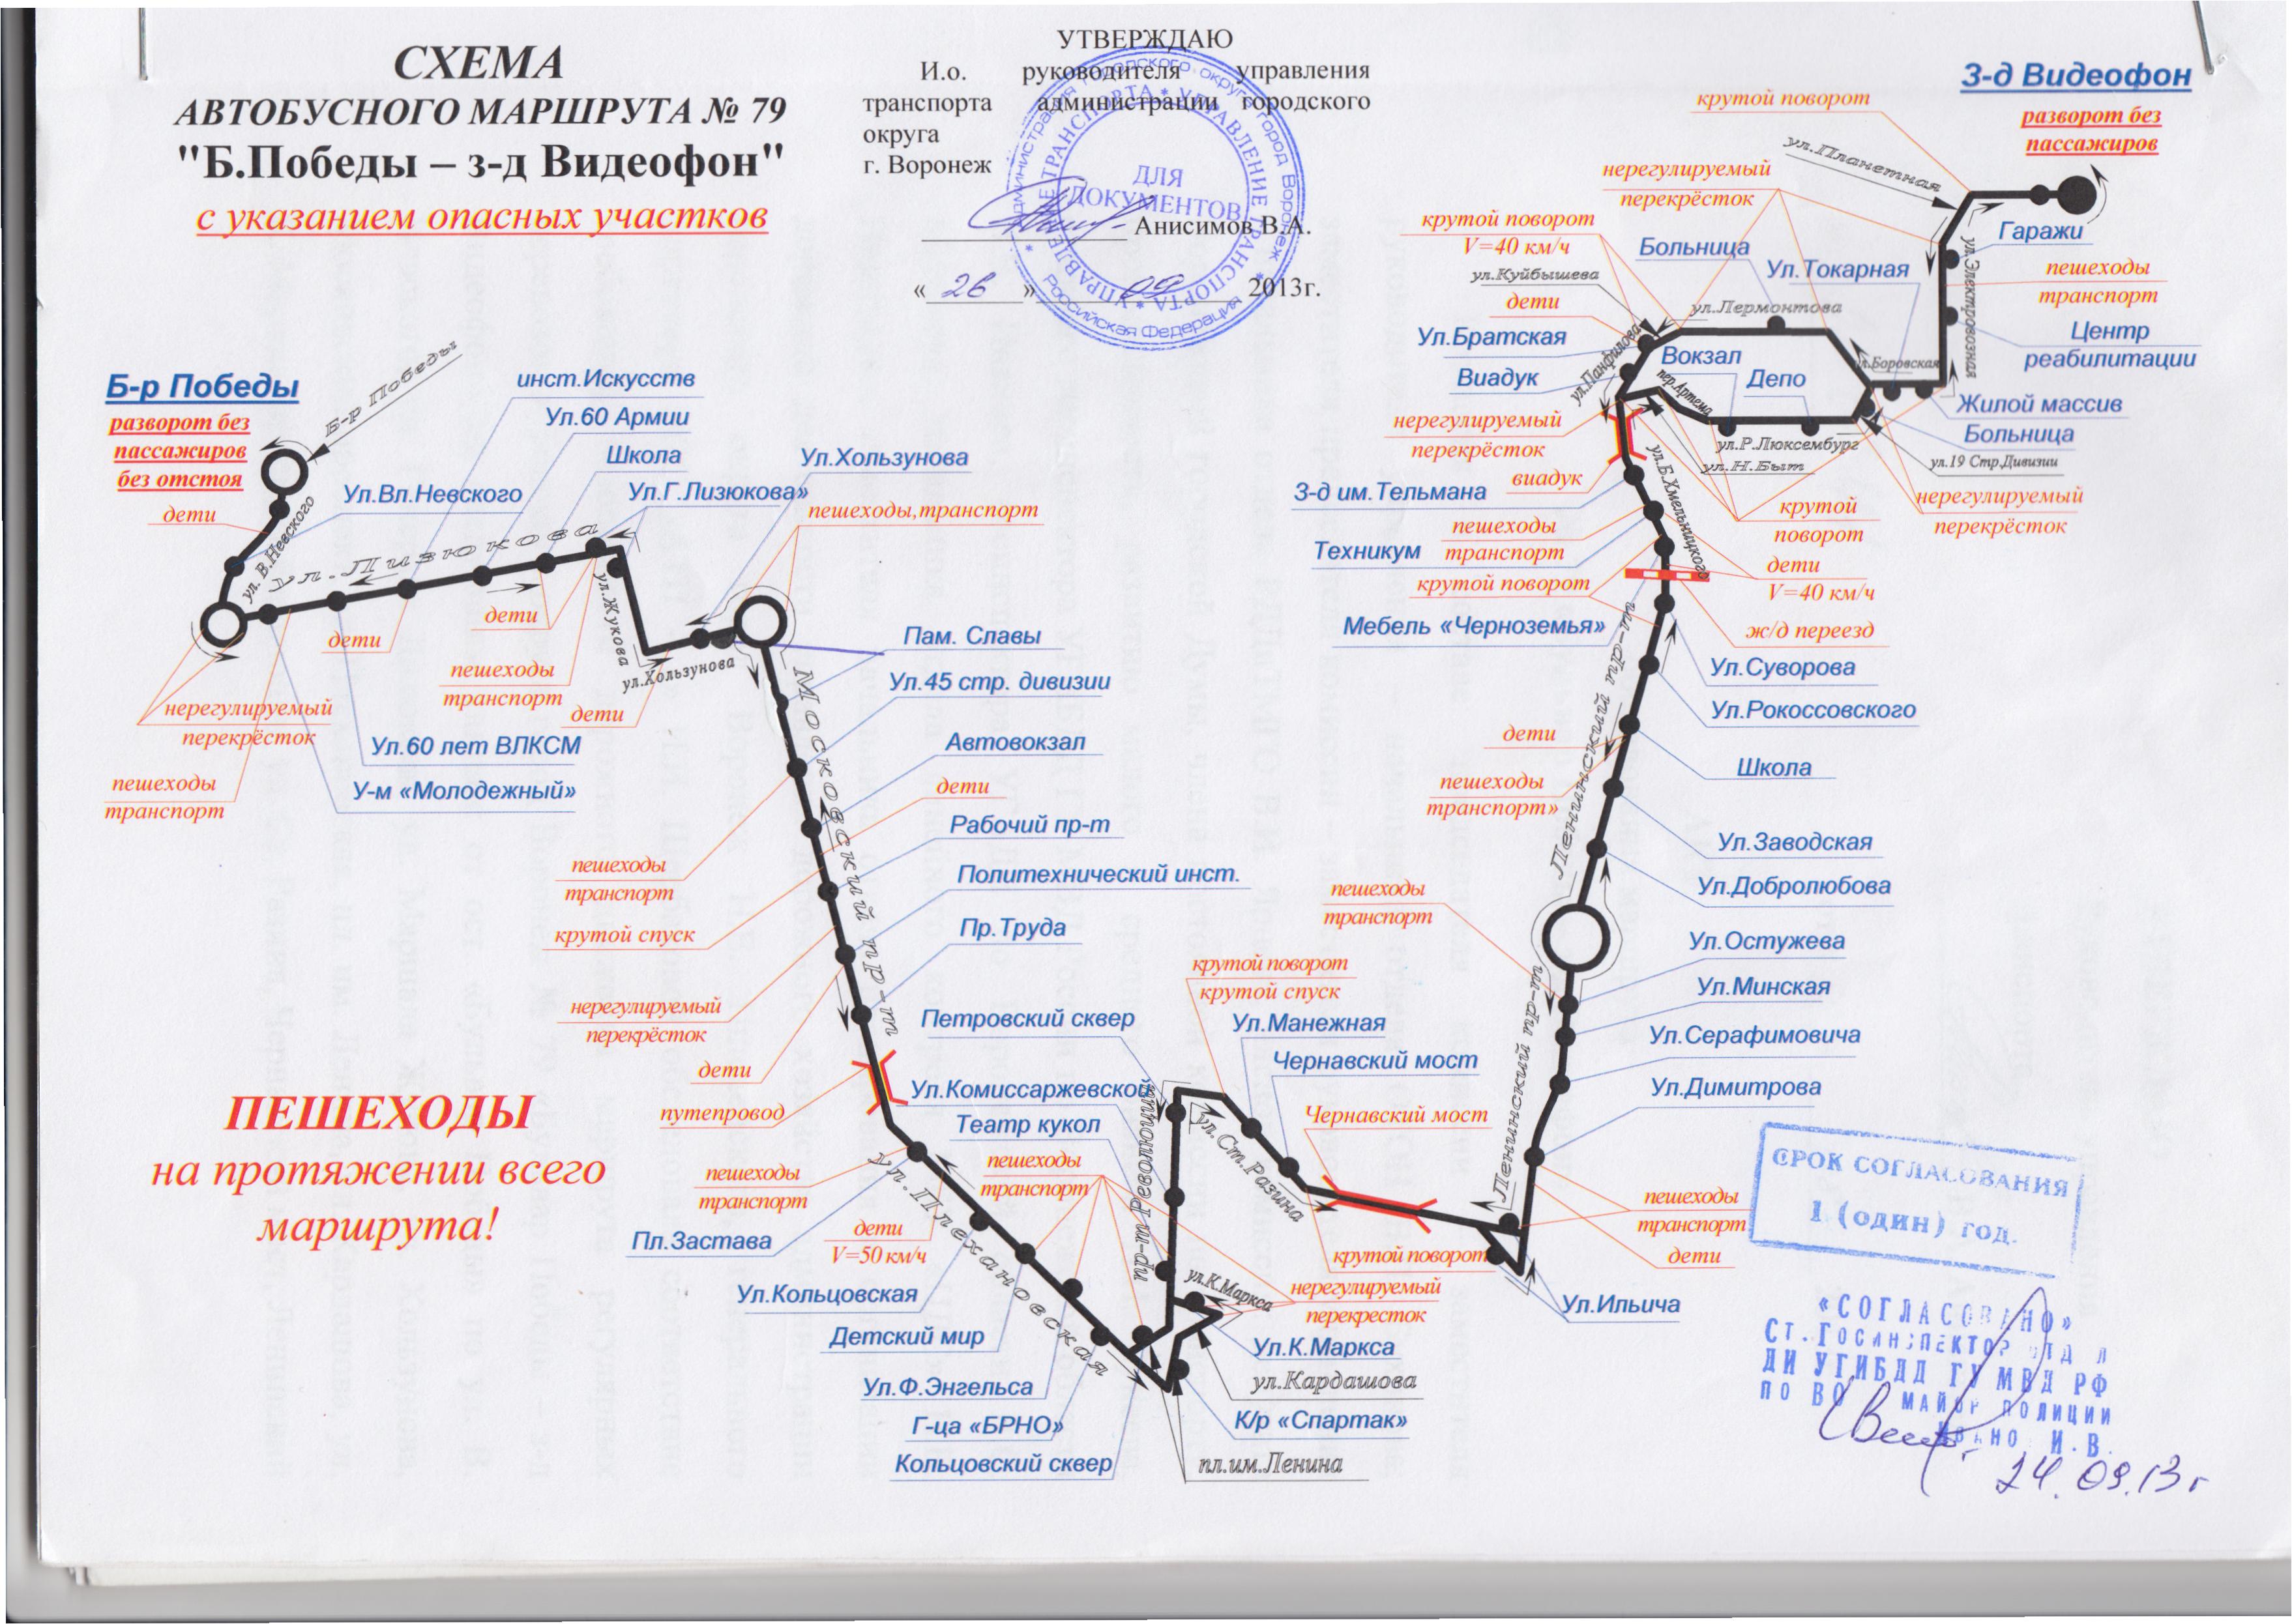 СХЕМА
АВТОБУСНОГО МАРШРУТА № 79
"Б.Победы – з-д Видеофон"
с указанием опасных участков
УТВЕРЖДАЮ
И.о. руководителя управления
транспорта администрации городского
округа
г. Воронеж
Анисимов В.А.
« 26 » 09 2013г.
Администрация городского округа город Воронеж
Российская Федерация
УПРАВЛЕНИЕ ТРАНСПОРТА
ДЛЯ
ДОКУМЕНТОВ
Б-р Победы
разворот без
пассажиров
без отстоя
дети
Б-р Победы
ул. В.Невского
Ул.Вл.Невского
инст.Искусств
Ул.60 Армии
Школа
Ул.Г.Лизюкова»
ул.Лизюкова
дети
дети
пешеходы
транспорт
дети
нерегулируемый
перекрёсток
пешеходы
транспорт
Ул.60 лет ВЛКСМ
У-м «Молодежный»
ул.Жукова
ул.Хользунова
Ул.Хользунова
пешеходы,транспорт
Пам. Славы
Ул.45 стр. дивизии
Автовокзал
дети
Рабочий пр-т
Политехнический инст.
Пр.Труда
Московский пр-т
пешеходы
транспорт
крутой спуск
нерегулируемый
перекрёсток
дети
путепровод
пешеходы
транспорт
Пл.Застава
дети
V=50 км/ч
ул.Плехановская
Ул.Кольцовская
Детский мир
Ул.Ф.Энгельса
Г-ца «БРНО»
Кольцовский сквер
Петровский сквер
Ул.Комиссаржевской
Театр кукол
пешеходы
транспорт
пр-т Революции
крутой поворот
крутой спуск
Ул.Манежная
Чернавский мост
Чернавский мост
ул.Ст.Разина
крутой поворот
ул.К.Маркса
нерегулируемый
перекресток
Ул.К.Маркса
ул.Кардашова
К/р «Спартак»
пл.им.Ленина
Ул.Ильича
пешеходы
транспорт
дети
Ленинский пр-т
Ул.Димитрова
Ул.Серафимовича
Ул.Минская
Ул.Остужева
пешеходы
транспорт
Ул.Добролюбова
Ул.Заводская
Школа
дети
пешеходы
транспорт»
Ленинский пр-т
Ул.Рокоссовского
Ул.Суворова
ж/д переезд
Мебель «Черноземья»
крутой поворот
дети
V=40 км/ч
Техникум
пешеходы
транспорт
З-д им.Тельмана
виадук
ул.Б.Хмельницкого
нерегулируемый
перекрёсток
Виадук
Ул.Братская
дети
ул.Куйбышева
крутой поворот
V=40 км/ч
ул.Панфилова
Больница
ул.Лермонтова
Ул.Токарная
нерегулируемый
перекрёсток
Вокзал
Депо
пер.Артема
ул.Р.Люксембург
ул.Н.Быт
ул.Боровская
крутой
поворот
нерегулируемый
перекрёсток
ул.19 Стр.Дивизии
Больница
Жилой массив
Центр
реабилитации
пешеходы
транспорт
Гаражи
ул.Электровозная
ул.Планетная
крутой поворот
З-д Видеофон
разворот без
пассажиров
ПЕШЕХОДЫ
на протяжении всего
маршрута!
СРОК СОГЛАСОВАНИЯ
1 (один) год.
«СОГЛАСОВАНО»
Ст.Госинспектор
ДИ УГИБДД ГУ МВД РФ
ПО ВО майор полиции
И.В.
24.09.13г